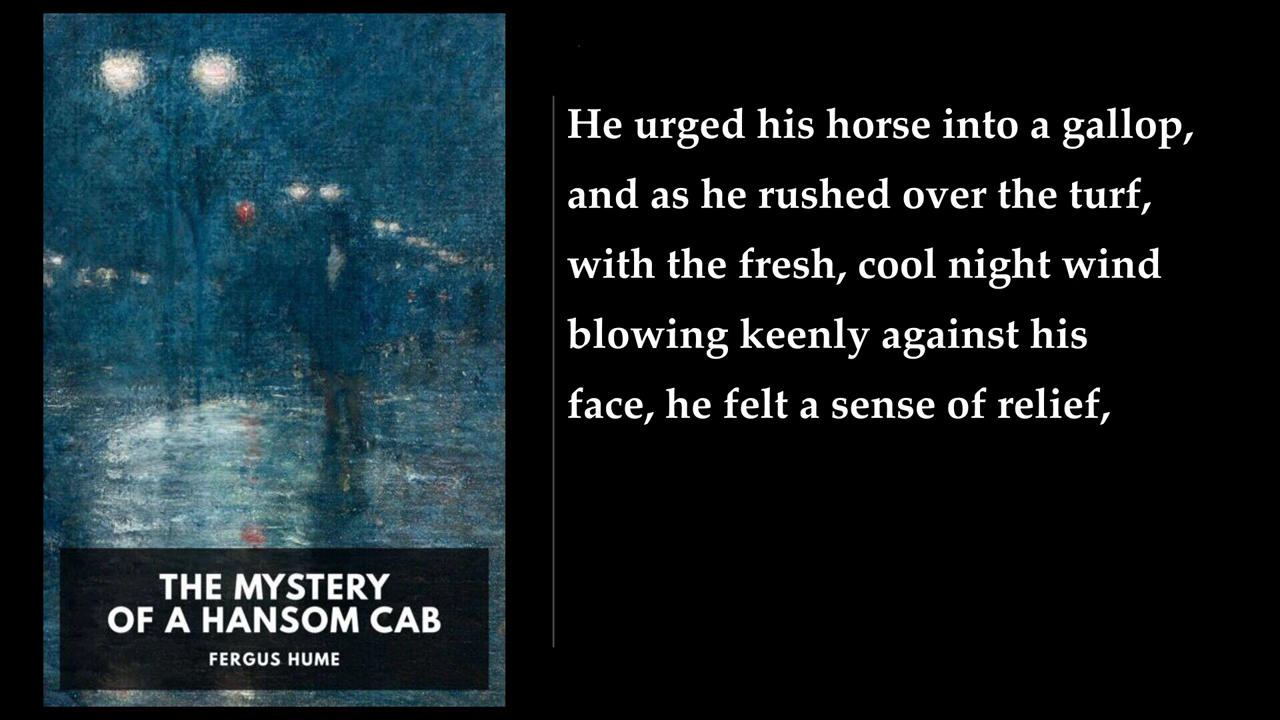 THE MYSTERY
OF A HANSOM CAB
FERGUS HUME
He urged his horse into a gallop,
and as he rushed over the turf,
with the fresh, cool night wind
blowing keenly against his
face, he felt a sense of relief,